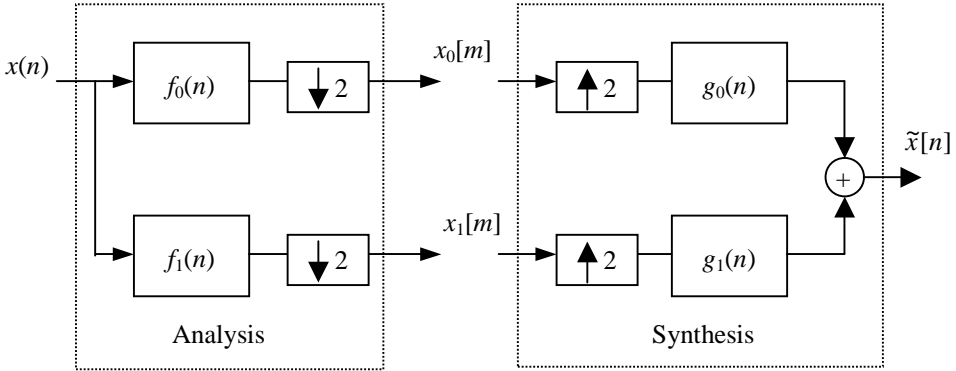 x(n)
f₀(n)
2
x₀[m]
2
g₀(n)
x̃[n]
+
f₁(n)
2
x₁[m]
2
g₁(n)
Analysis
Synthesis